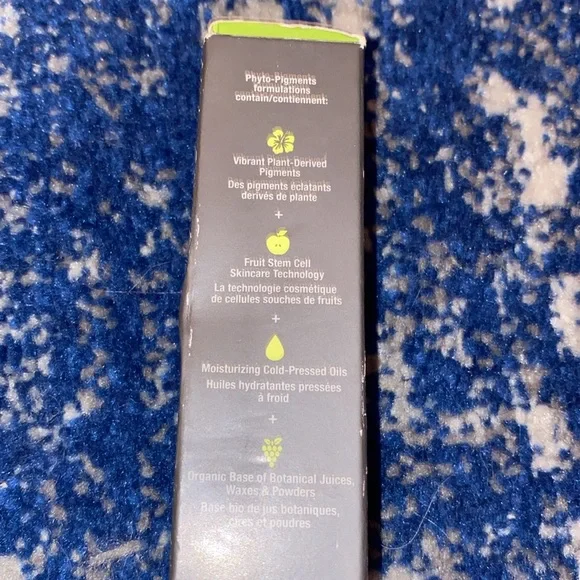 Phyto-Pigments
formulations
contain/contiennent:
Vibrant Plant-Derived
Pigments
Des pigments éclatants
derivés de plante
+
Fruit Stem Cell
Skincare Technology
La technologie cosmétique
de cellules souches de fruits
+
Moisturizing Cold-Pressed Oils
Huiles hydratantes pressées
à froid
+
Organic Base of Botanical Juices,
Waxes & Powders
Base bio de jus botaniques,
cires et poudres